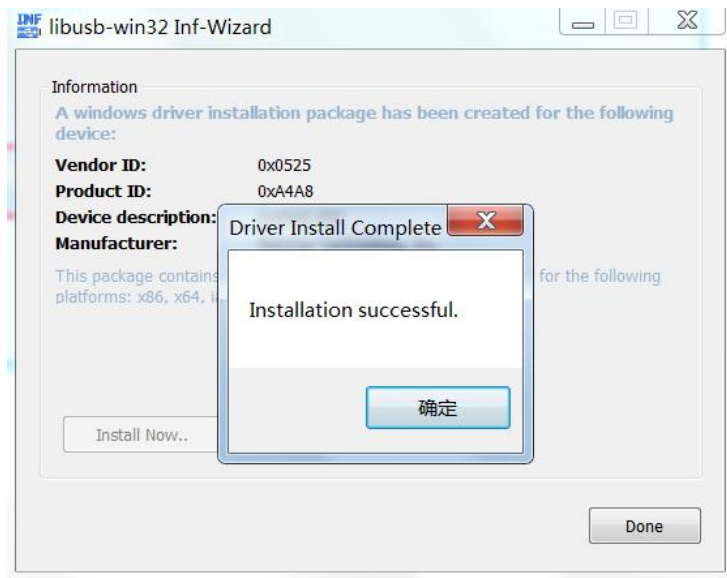 INF
libusb-win32 Inf-Wizard
Information
A windows driver installation package has been created for the following
device:
Vendor ID: 0x0525
Product ID: 0xA4A8
Device description:
Manufacturer:
This package contains
for the following
platforms: x86, x64,
Driver Install Complete
Installation successful.
确定
Install Now..
Done